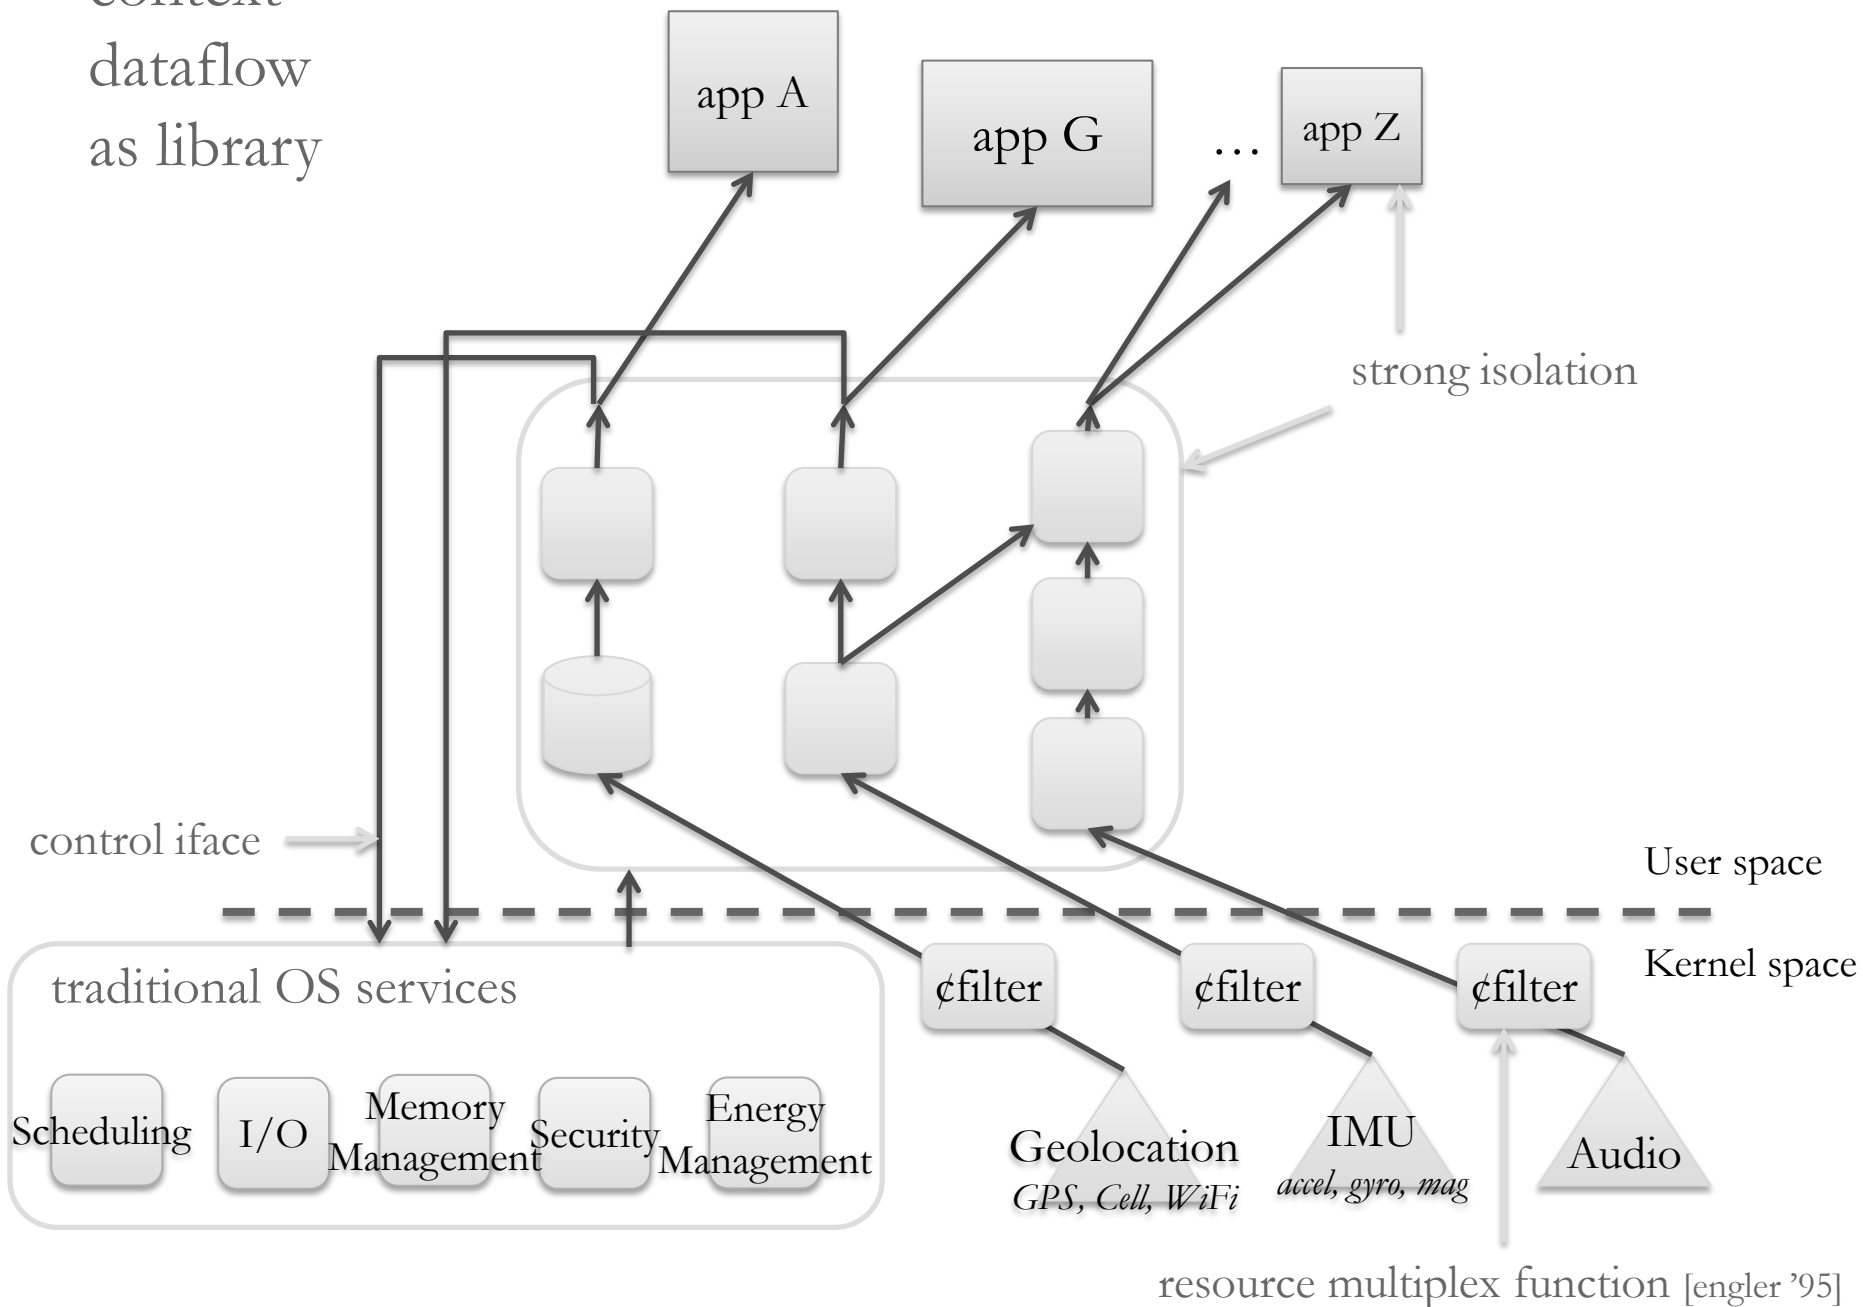 context
dataflow
as library
app A
app G
...
app Z
strong isolation
control iface
User space
Kernel space
traditional OS services
¢filter
¢filter
¢filter
Scheduling
I/O
Memory
Management
Security
Energy
Management
Geolocation
GPS, Cell, WiFi
IMU
accel, gyro, mag
Audio
resource multiplex function [engler ’95]